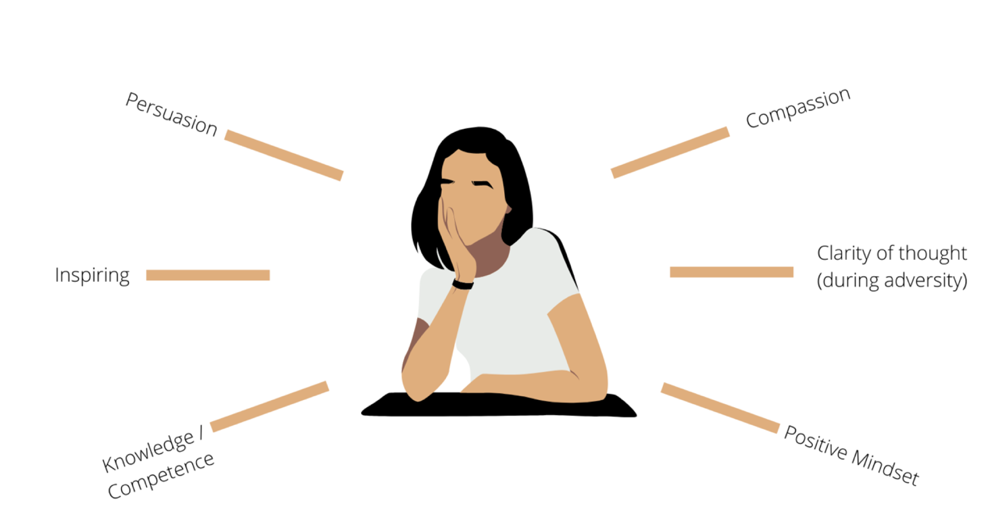 Persuasion
Compassion
Inspiring
Clarity of thought
(during adversity)
Knowledge /
Competence
Positive Mindset